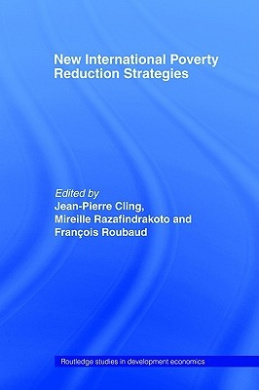 New International Poverty
Reduction Strategies
Edited by
Jean-Pierre Cling,
Mireille Razafindrakoto and
François Roubaud
Routledge studies in development economics